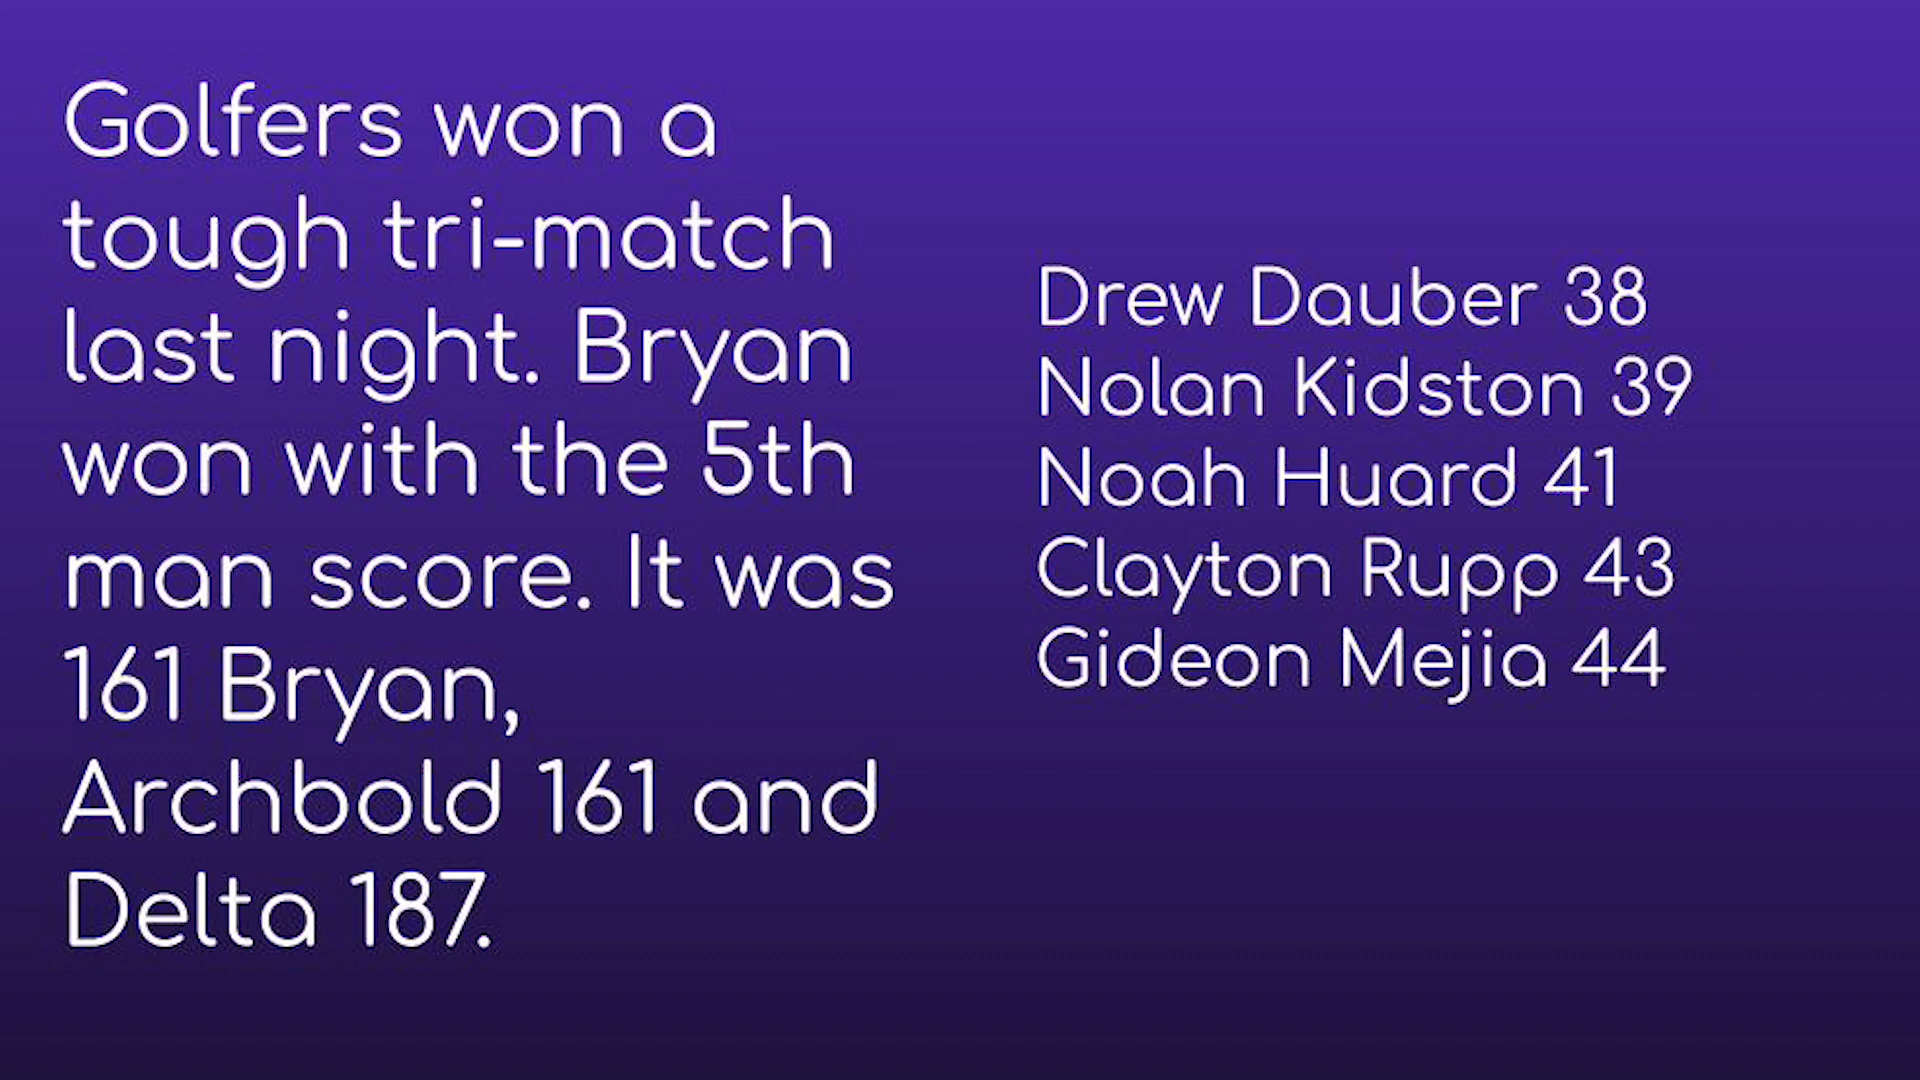 Golfers won a
tough tri-match
last night. Bryan
won with the 5th
man score. It was
161 Bryan,
Archbold 161 and
Delta 187.
Drew Dauber 38
Nolan Kidston 39
Noah Huard 41
Clayton Rupp 43
Gideon Mejia 44